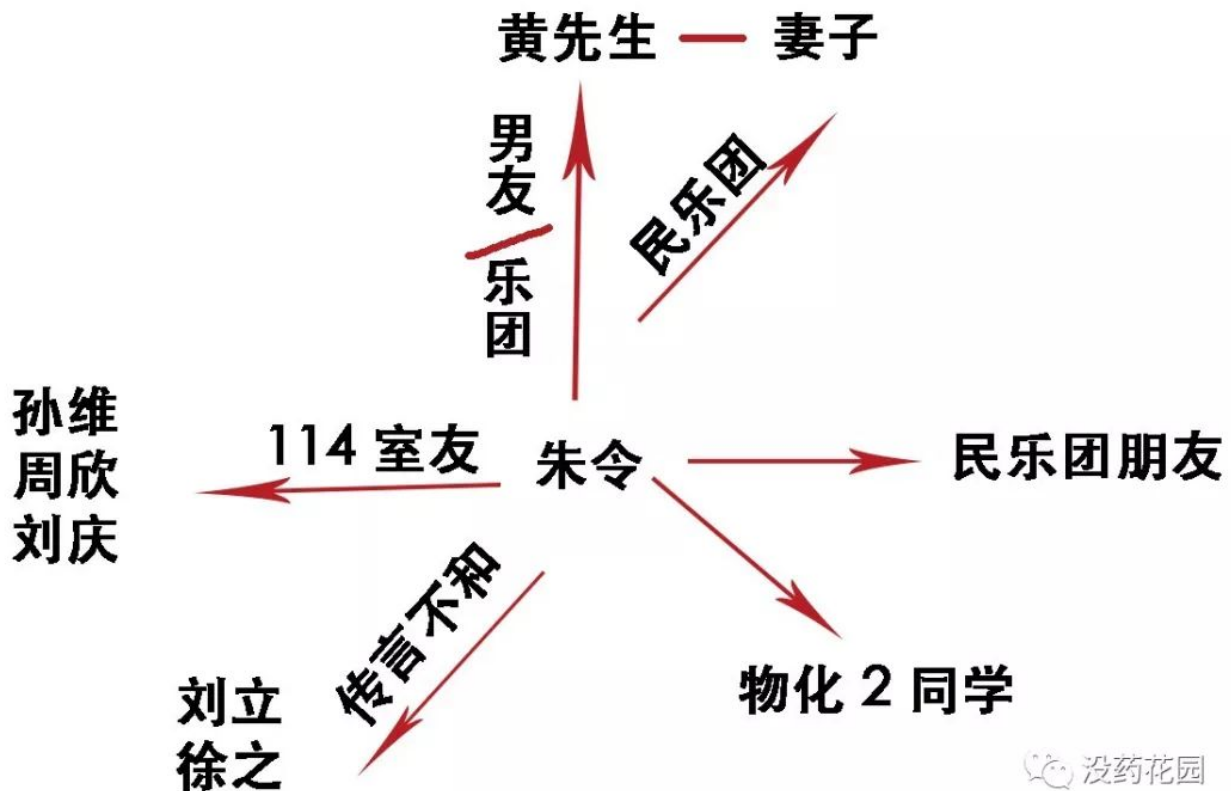 黄先生 — 妻子
男友/乐团
民乐团
孙维
周欣
刘庆
114 室友
朱令
民乐团朋友
传言不和
刘立
徐之
物化 2 同学
没药花园